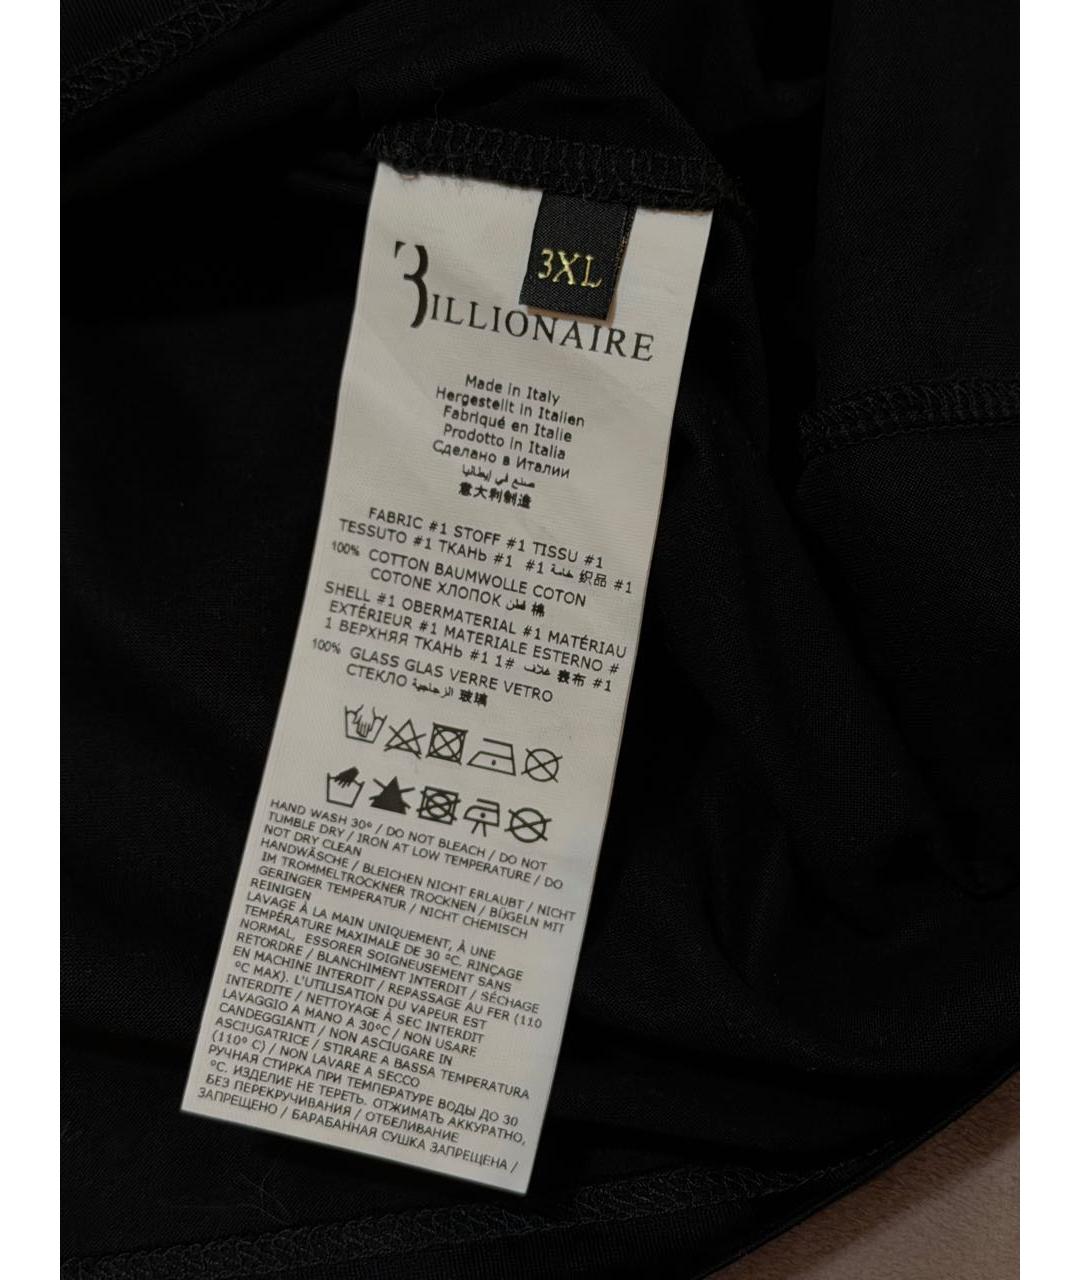 3XL
BILLIONAIRE
Made in Italy
Hergestellt in Italien
Fabriqué en Italie
Prodotto in Italia
Сделано в Италии
صنع في إيطاليا
意大利制造
FABRIC #1 STOFF #1 TISSU #1
TESSUTO #1 ТКАНЬ #1 #1 خامة 织品 #1
100% COTTON BAUMWOLLE COTON
COTONE ХЛОПОК قطن 棉
SHELL #1 OBERMATERIAL #1 MATÉRIAU
EXTÉRIEUR #1 MATERIALE ESTERNO #
1 ВЕРХНЯЯ ТКАНЬ #1 1# غلاف 表布 #1
100% GLASS GLAS VERRE VETRO
СТЕКЛО الزجاجية 玻璃
HAND WASH 30º / DO NOT BLEACH / DO NOT
TUMBLE DRY / IRON AT LOW TEMPERATURE / DO
NOT DRY CLEAN
HANDWÄSCHE / BLEICHEN NICHT ERLAUBT / NICHT
IM TROMMELTROCKNER TROCKNEN / BÜGELN MIT
GERINGER TEMPERATUR / NICHT CHEMISCH
REINIGEN
LAVAGE À LA MAIN UNIQUEMENT, À UNE
TEMPÉRATURE MAXIMALE DE 30 ºC. RINÇAGE
NORMAL, ESSORER SOIGNEUSEMENT SANS
RETORDRE / BLANCHIMENT INTERDIT / SÉCHAGE
EN MACHINE INTERDIT / REPASSAGE AU FER (110
ºC MAX). L'UTILISATION DU VAPEUR EST
INTERDITE / NETTOYAGE À SEC INTERDIT
LAVAGGIO A MANO À 30ºC / NON USARE
CANDEGGIANTI / NON ASCIUGARE IN
ASCIUGATRICE / STIRARE A BASSA TEMPERATURA
(110º C) / NON LAVARE A SECCO
РУЧНАЯ СТИРКА ПРИ ТЕМПЕРАТУРЕ ВОДЫ ДО 30
ºC. ИЗДЕЛИЕ НЕ ТЕРЕТЬ. ОТЖИМАТЬ АККУРАТНО,
БЕЗ ПЕРЕКРУЧИВАНИЯ / ОТБЕЛИВАНИЕ
ЗАПРЕЩЕНО / БАРАБАННАЯ СУШКА ЗАПРЕЩЕНА /